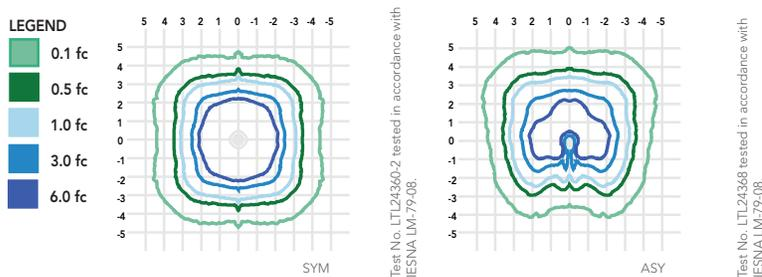 LEGEND
0.1 fc
0.5 fc
1.0 fc
3.0 fc
6.0 fc
5 4 3 2 1 0 -1 -2 -3 -4 -5
5
4
3
2
1
0
-1
-2
-3
-4
-5
SYM
Test No. LTL24360-2 tested in accordance with
IESNA LM-79-08.
5 4 3 2 1 0 -1 -2 -3 -4 -5
5
4
3
2
1
0
-1
-2
-3
-4
-5
ASY
Test No. LTL24368 tested in accordance with
IESNA LM-79-08